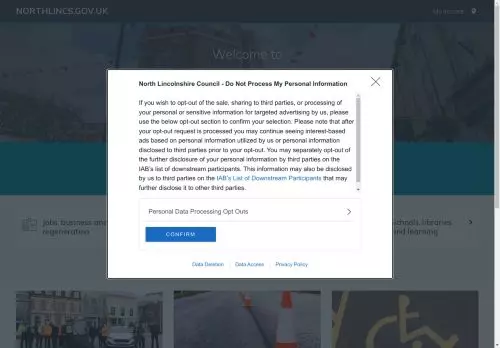 NORTHLINCS.GOV.UK
My account
Welcome to
North Lincolnshire Council - Do Not Process My Personal Information
If you wish to opt-out of the sale, sharing to third parties, or processing of
your personal or sensitive information for targeted advertising by us, please
use the below opt-out section to confirm your selection. Please note that after
your opt-out request is processed you may continue seeing interest-based
ads based on personal information utilized by us or personal information
disclosed to third parties prior to your opt-out. You may separately opt-out of
the further disclosure of your personal information by third parties on the
IAB's list of downstream participants. This information may also be disclosed
by us to third parties on the IAB's List of Downstream Participants that may
further disclose it to other third parties.
Personal Data Processing Opt Outs
CONFIRM
Data Deletion
Data Access
Privacy Policy
Jobs, business and
regeneration
Schools, libraries
and learning